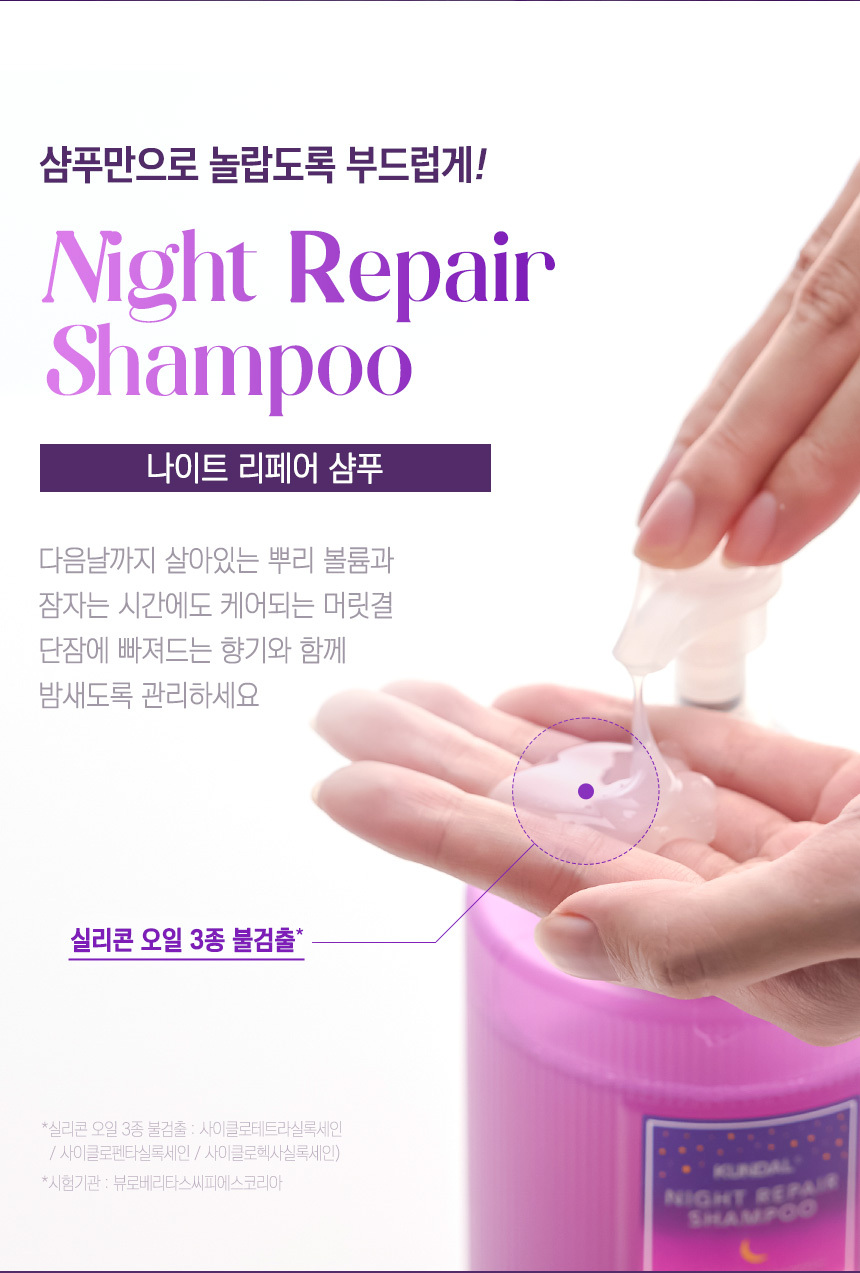 샴푸만으로 놀랍도록 부드럽게!
Night Repair
Shampoo
나이트 리페어 샴푸
다음날까지 살아있는 뿌리 볼륨과
잠자는 시간에도 케어되는 머릿결
단잠에 빠져드는 향기와 함께
밤새도록 관리하세요
실리콘 오일 3종 불검출*
*실리콘 오일 3종 불검출 : 사이클로테트라실록세인
/ 사이클로펜타실록세인 / 사이클로헥사실록세인)
*시험기관 : 뷰로베리타스씨피에스코리아
KUNDAL
NIGHT REPAIR
SHAMPOO